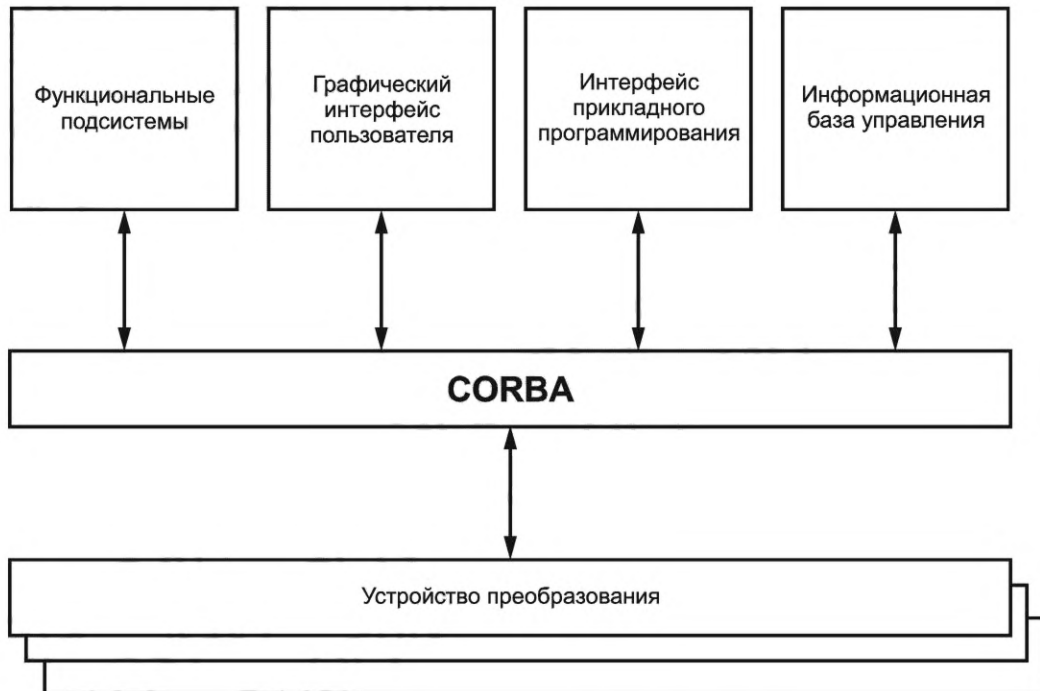 Функциональные
подсистемы
Графический
интерфейс
пользователя
Интерфейс
прикладного
программирования
Информационная
база управления
CORBA
Устройство преобразования